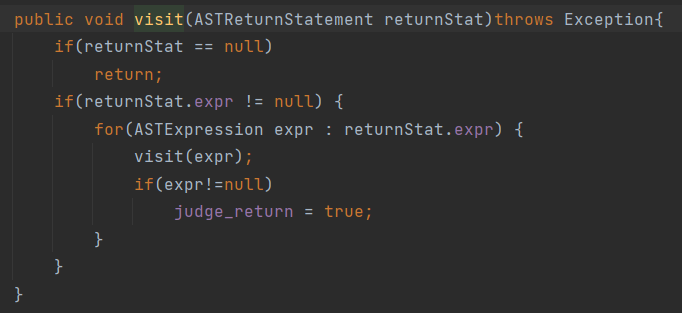 public void visit(ASTReturnStatement returnStat)throws Exception{
    if(returnStat == null)
        return;
    if(returnStat.expr != null) {
        for(ASTExpression expr : returnStat.expr) {
            visit(expr);
            if(expr!=null)
                judge_return = true;
        }
    }
}